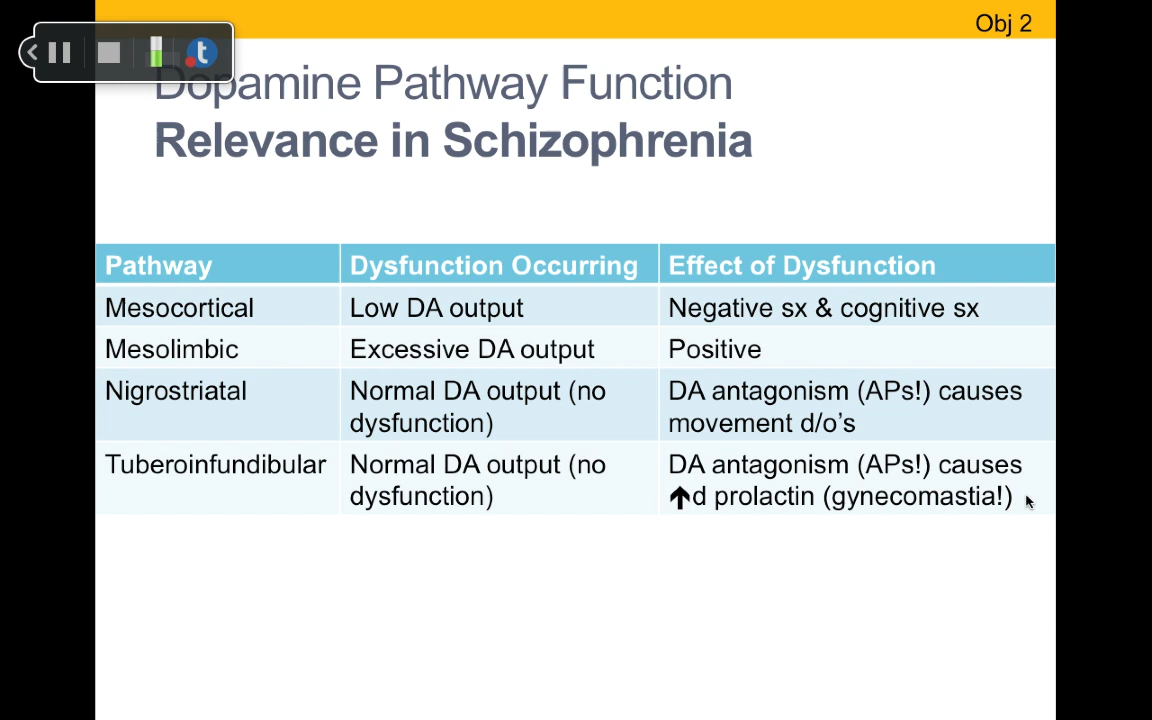 Obj 2
t
Dopamine Pathway Function
Relevance in Schizophrenia
Pathway
Dysfunction Occurring
Effect of Dysfunction
Mesocortical
Low DA output
Negative sx & cognitive sx
Mesolimbic
Excessive DA output
Positive
Nigrostriatal
Normal DA output (no
dysfunction)
DA antagonism (APs!) causes
movement d/o's
Tuberoinfundibular
Normal DA output (no
dysfunction)
DA antagonism (APs!) causes
↑d prolactin (gynecomastia!)